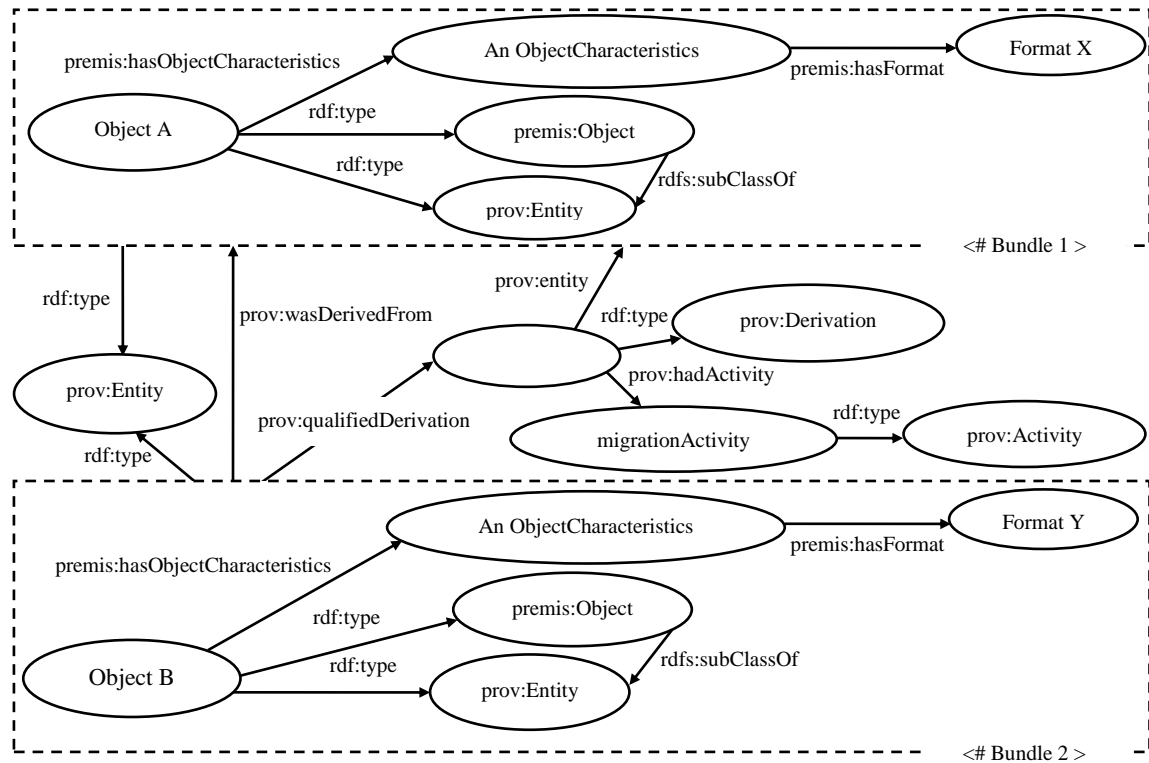 An ObjectCharacteristics
Format X
premis:hasObjectCharacteristics
premis:hasFormat
rdf:type
Object A
premis:Object
rdf:type
rdfs:subClassOf
prov:Entity
<# Bundle 1 >
rdf:type
prov:wasDerivedFrom
prov:entity
rdf:type
prov:Derivation
prov:Entity
prov:hadActivity
prov:qualifiedDerivation
rdf:type
migrationActivity
rdf:type
prov:Activity
An ObjectCharacteristics
Format Y
premis:hasFormat
premis:hasObjectCharacteristics
rdf:type
premis:Object
rdf:type
rdfs:subClassOf
Object B
prov:Entity
<# Bundle 2 >